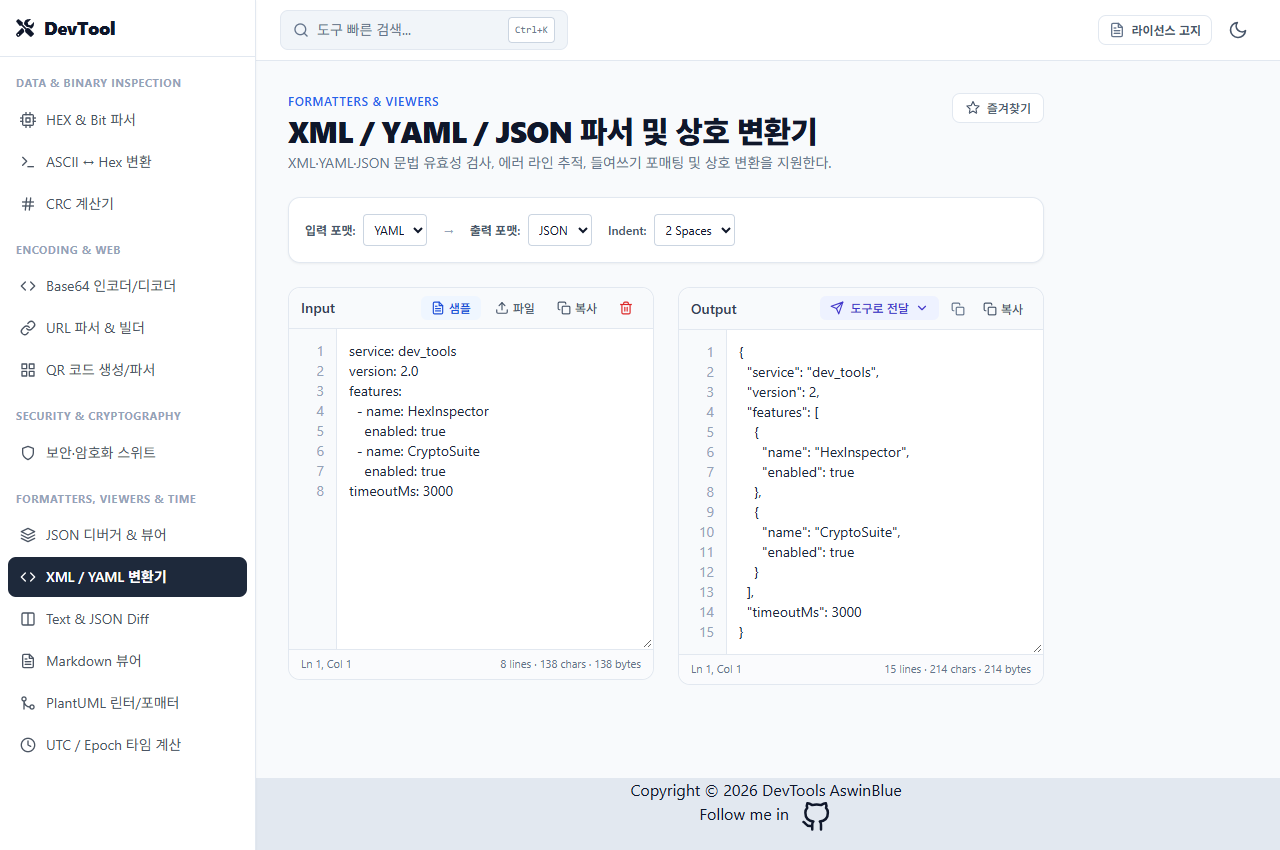 DevTool
도구 빠른 검색...
Ctrl+K
라이선스 고지
DATA & BINARY INSPECTION
HEX & Bit 파서
ASCII ↔ Hex 변환
CRC 계산기
ENCODING & WEB
Base64 인코더/디코더
URL 파서 & 빌더
QR 코드 생성/파서
SECURITY & CRYPTOGRAPHY
보안·암호화 스위트
FORMATTERS, VIEWERS & TIME
JSON 디버거 & 뷰어
XML / YAML 변환기
Text & JSON Diff
Markdown 뷰어
PlantUML 린터/포매터
UTC / Epoch 타임 계산
FORMATTERS & VIEWERS
즐겨찾기
XML / YAML / JSON 파서 및 상호 변환기
XML·YAML·JSON 문법 유효성 검사, 에러 라인 추적, 들여쓰기 포매팅 및 상호 변환을 지원한다.
입력 포맷: YAML → 출력 포맷: JSON Indent: 2 Spaces
Input 샘플 파일 복사
1 service: dev_tools
2 version: 2.0
3 features:
4 - name: HexInspector
5 enabled: true
6 - name: CryptoSuite
7 enabled: true
8 timeoutMs: 3000
Ln 1, Col 1 8 lines · 138 chars · 138 bytes
Output 도구로 전달 복사
1 {
2 "service": "dev_tools",
3 "version": 2,
4 "features": [
5 {
6 "name": "HexInspector",
7 "enabled": true
8 },
9 {
10 "name": "CryptoSuite",
11 "enabled": true
12 }
13 ],
14 "timeoutMs": 3000
15 }
Ln 1, Col 1 15 lines · 214 chars · 214 bytes
Copyright © 2026 DevTools AswinBlue
Follow me in